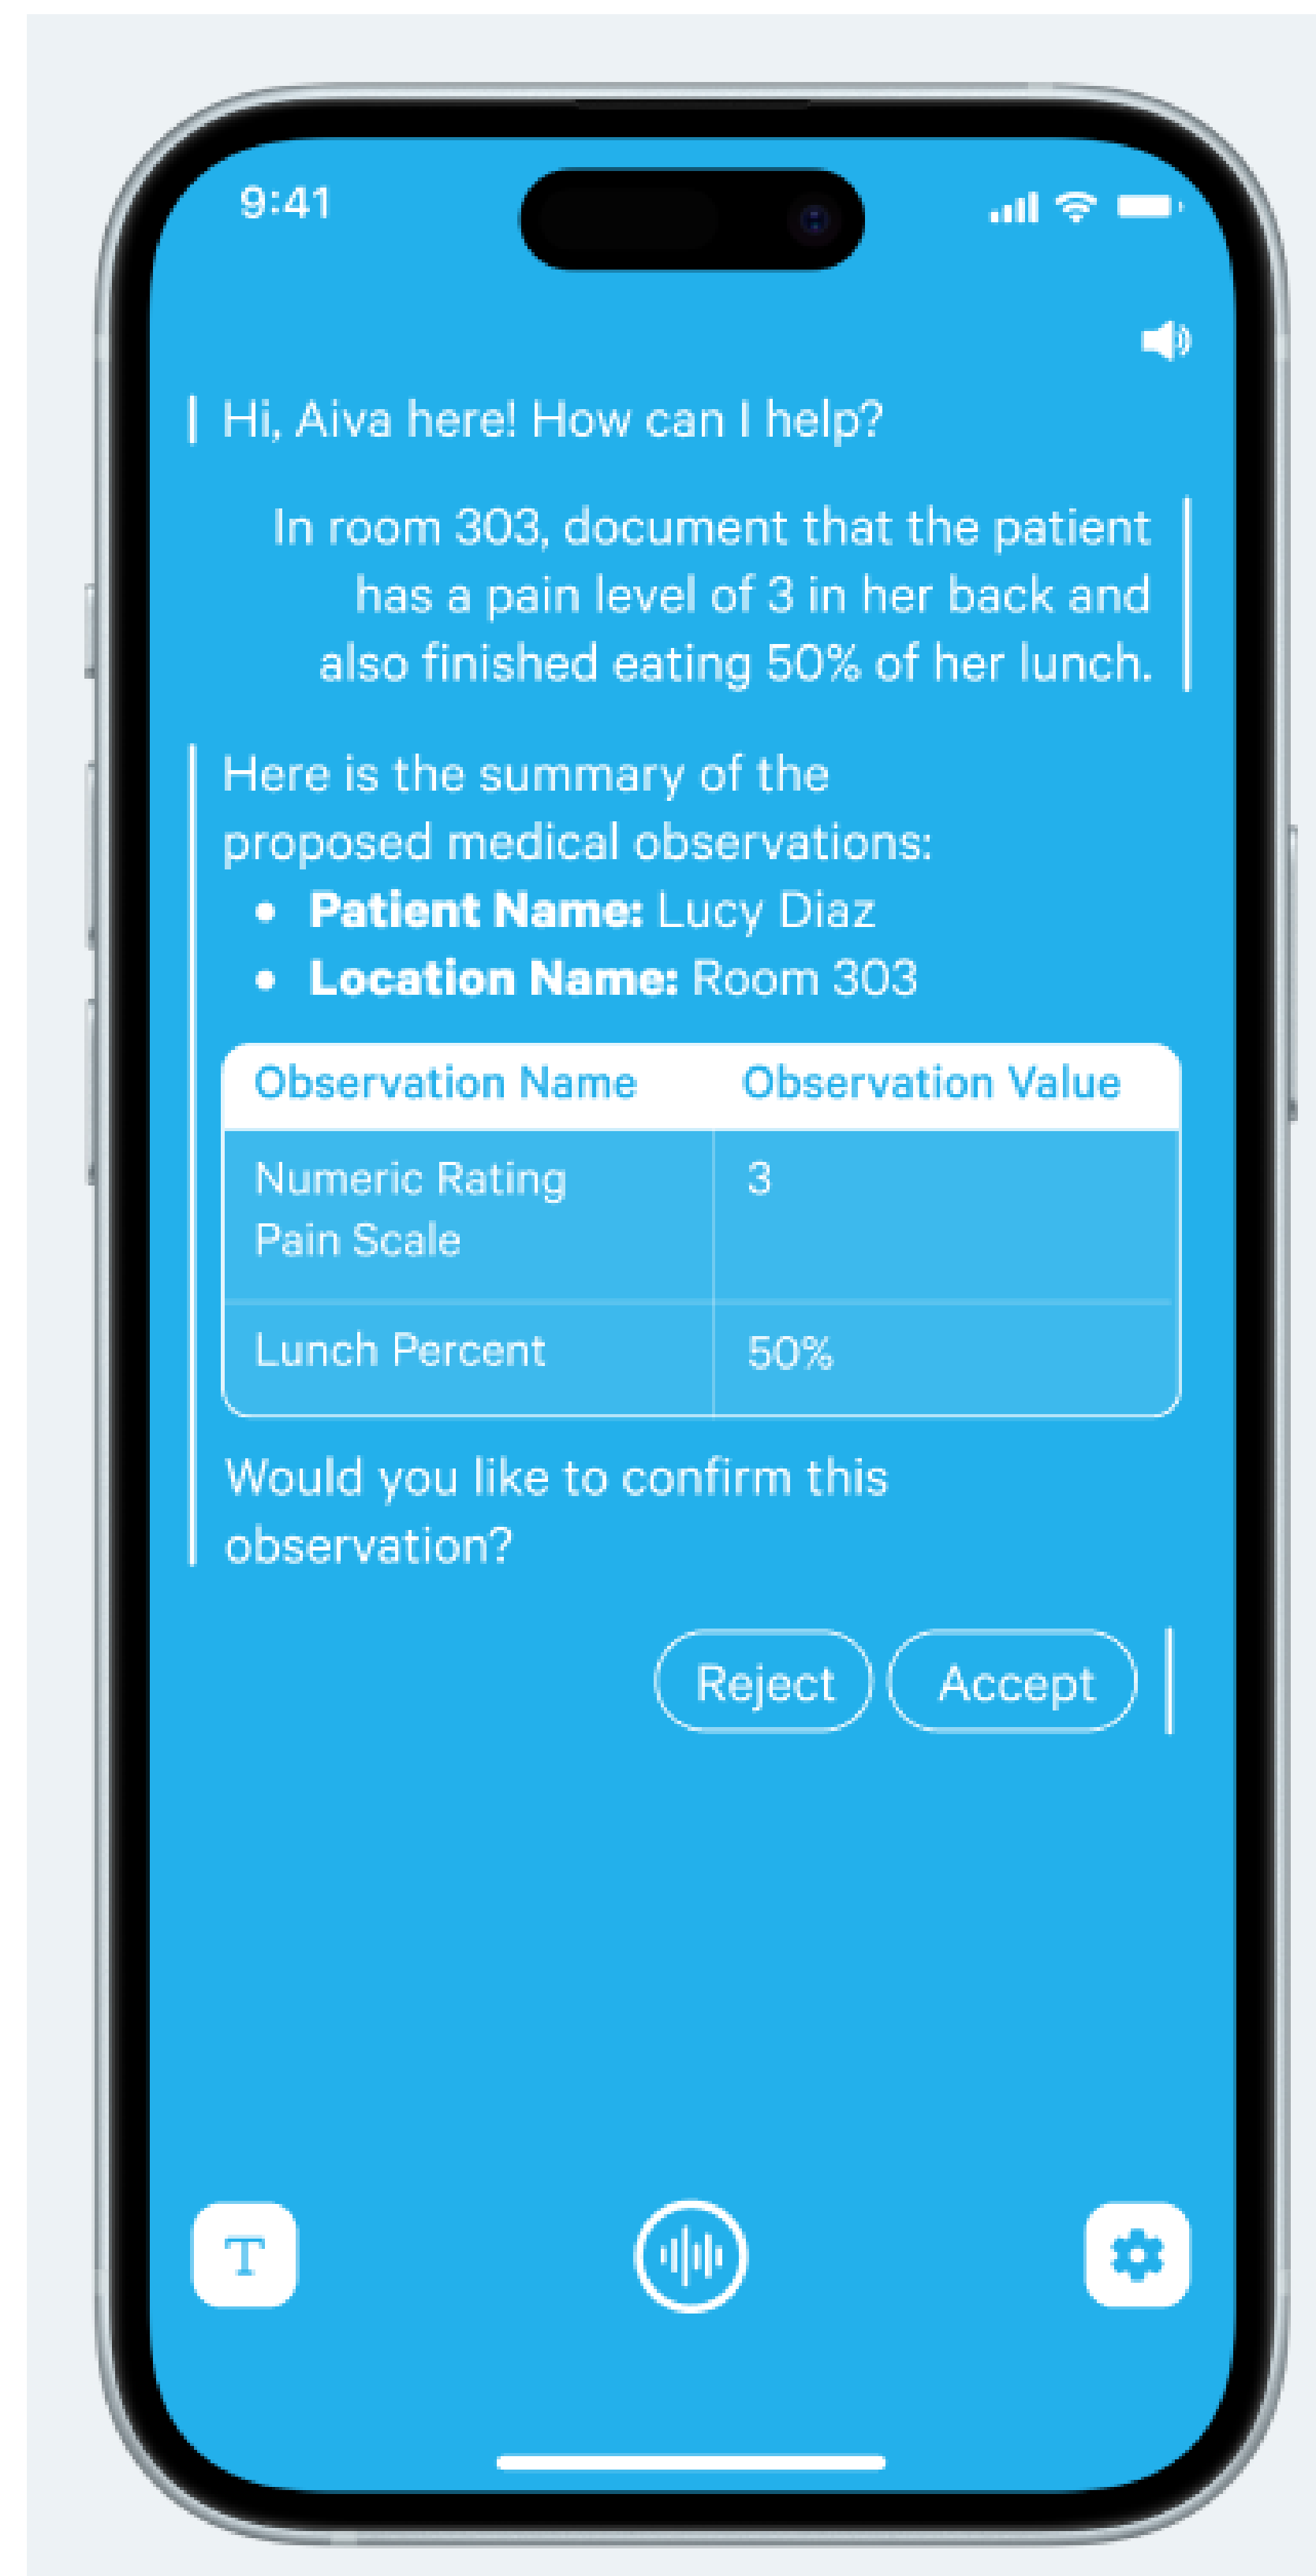 9:41
Hi, Aiva here! How can I help?
In room 303, document that the patient
has a pain level of 3 in her back and
also finished eating 50% of her lunch.
Here is the summary of the
proposed medical observations:
• Patient Name: Lucy Diaz
• Location Name: Room 303
Observation Name Observation Value
Numeric Rating 3
Pain Scale
Lunch Percent 50%
Would you like to confirm this
observation?
Reject Accept
T